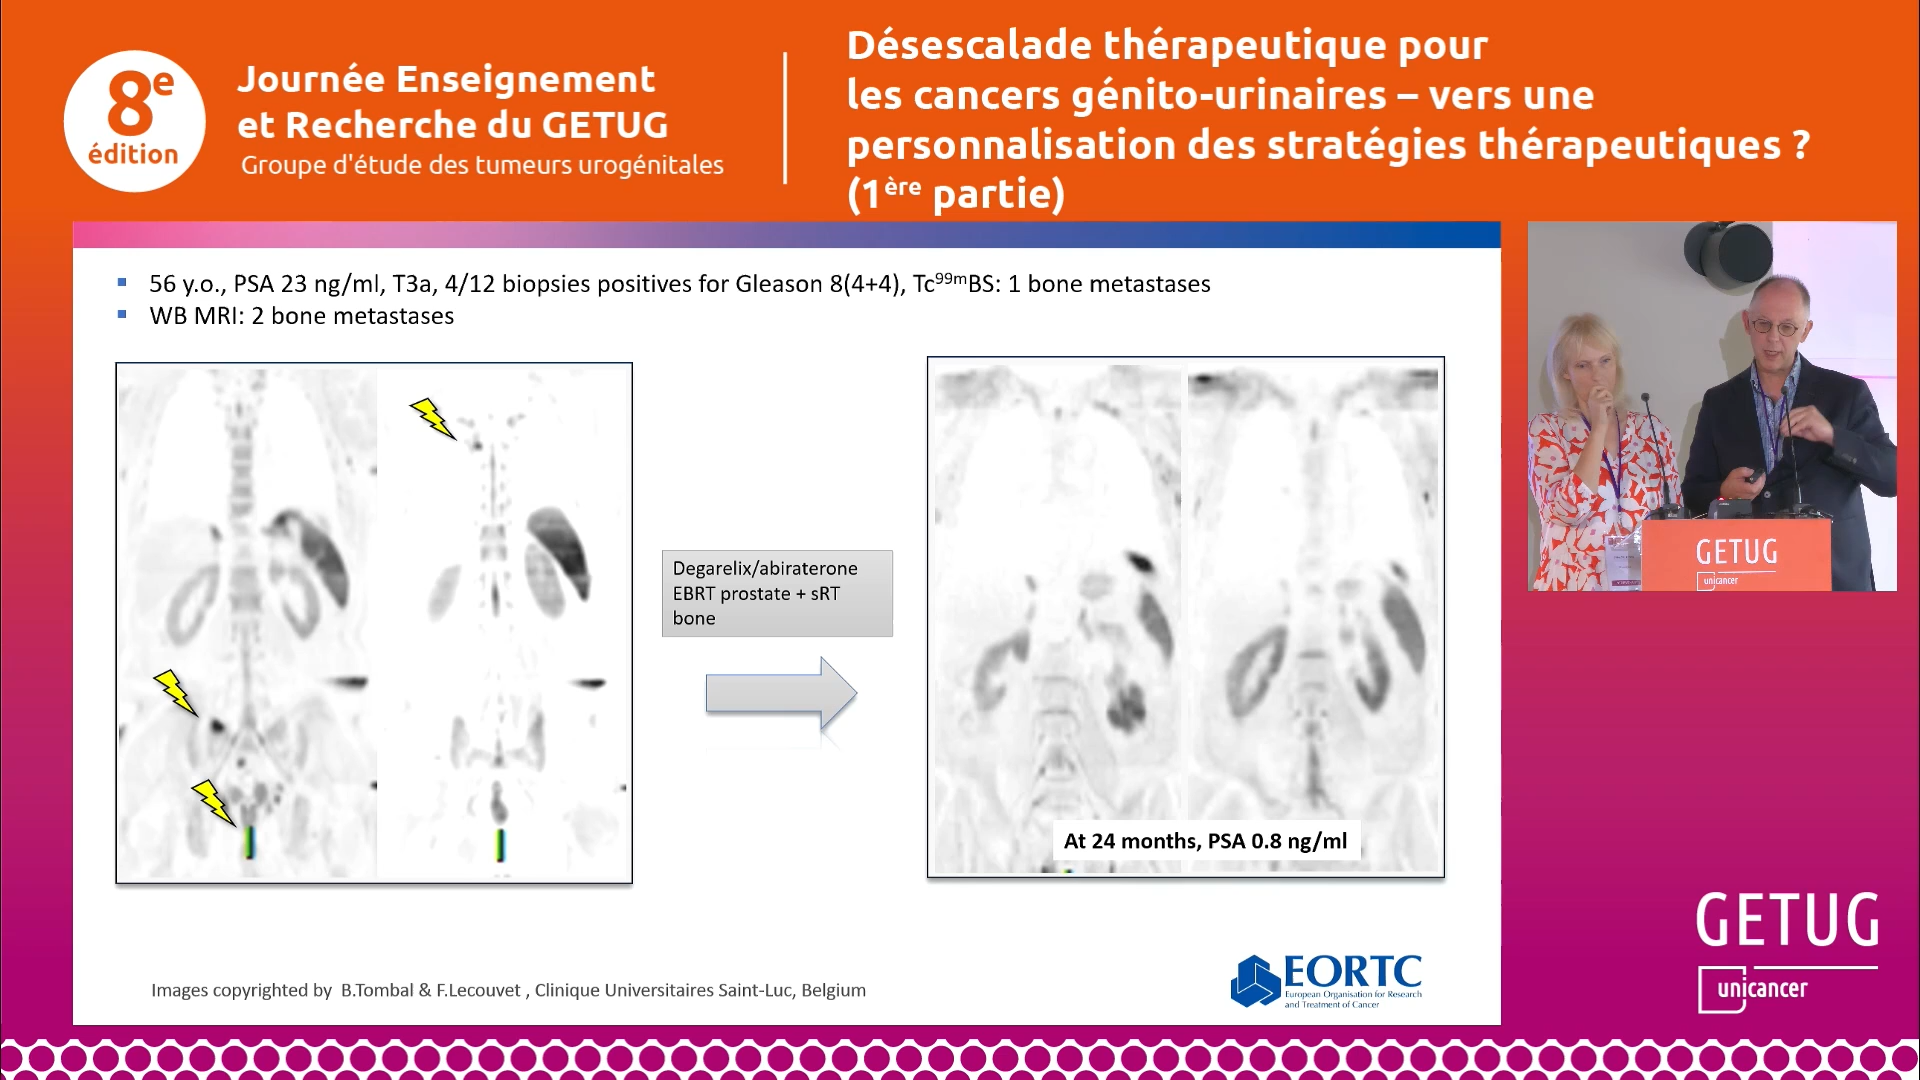 8e
édition
Journée Enseignement
et Recherche du GETUG
Groupe d'étude des tumeurs urogénitales
Désescalade thérapeutique pour
les cancers génito-urinaires – vers une
personnalisation des stratégies thérapeutiques ?
(1ère partie)
56 y.o., PSA 23 ng/ml, T3a, 4/12 biopsies positives for Gleason 8(4+4), Tc99mBS: 1 bone metastases
WB MRI: 2 bone metastases
Degarelix/abiraterone
EBRT prostate + sRT
bone
At 24 months, PSA 0.8 ng/ml
Images copyrighted by B.Tombal & F.Lecouvet , Clinique Universitaires Saint-Luc, Belgium
EORTC
European Organisation for Research
and Treatment of Cancer
GETUG
unicancer
GETUG
unicancer